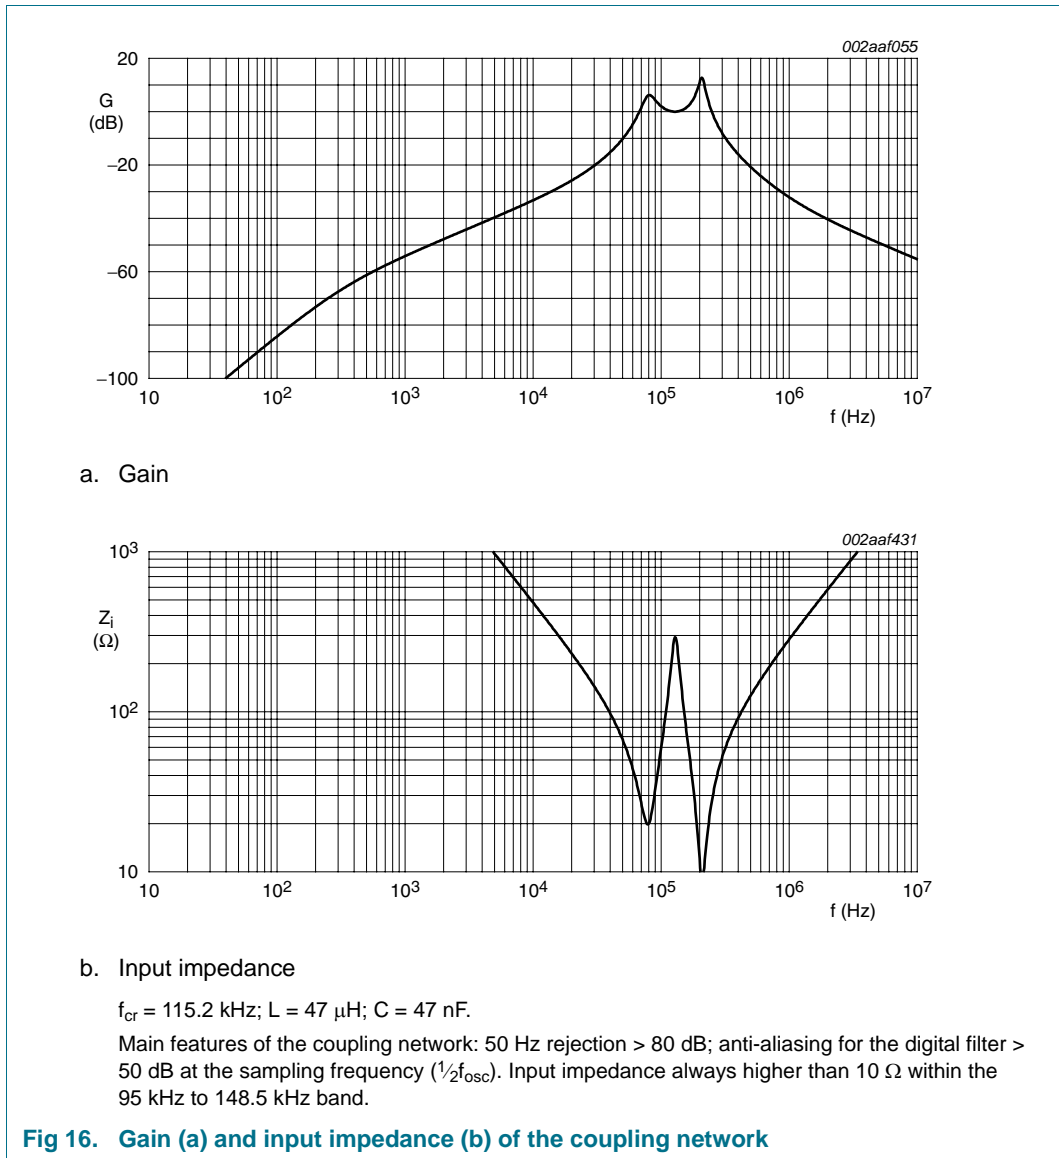 002aaf055
20
G
(dB)
−20
−60
−100
10 10² 10³ 10⁴ 10⁵ 10⁶ 10⁷
f (Hz)
a. Gain
002aaf431
10³
Zi
(Ω)
10²
10
10 10² 10³ 10⁴ 10⁵ 10⁶ 10⁷
f (Hz)
b. Input impedance
fcr = 115.2 kHz; L = 47 μH; C = 47 nF.
Main features of the coupling network: 50 Hz rejection > 80 dB; anti-aliasing for the digital filter >
50 dB at the sampling frequency (½fosc). Input impedance always higher than 10 Ω within the
95 kHz to 148.5 kHz band.
Fig 16. Gain (a) and input impedance (b) of the coupling network